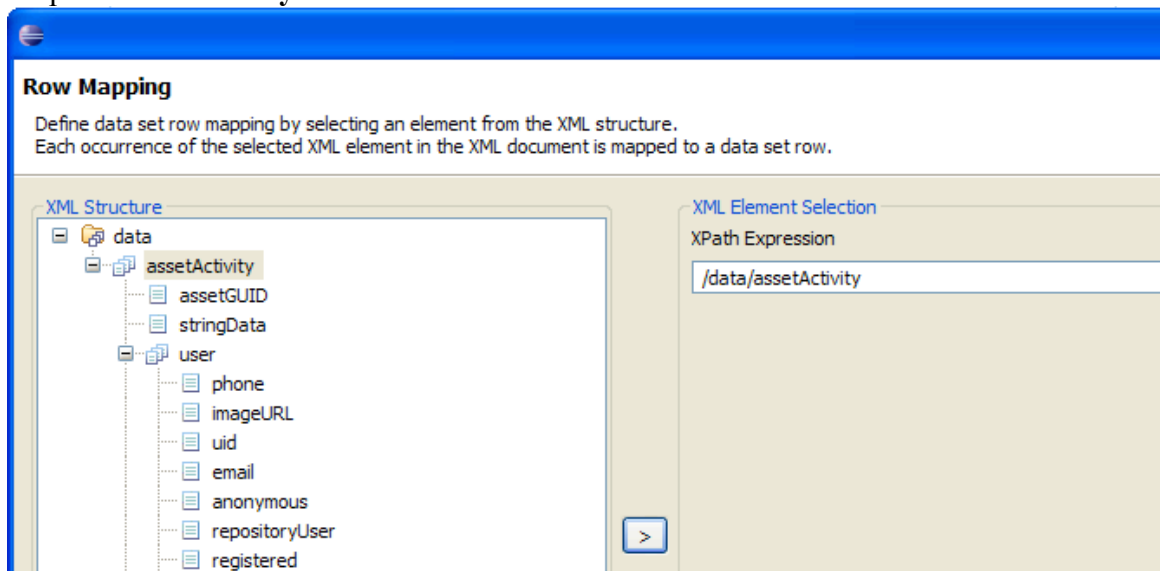 Row Mapping
Define data set row mapping by selecting an element from the XML structure.
Each occurrence of the selected XML element in the XML document is mapped to a data set row.
XML Structure
data
assetActivity
assetGUID
stringData
user
phone
imageURL
uid
email
anonymous
repositoryUser
registered
>
XML Element Selection
XPath Expression
/data/assetActivity